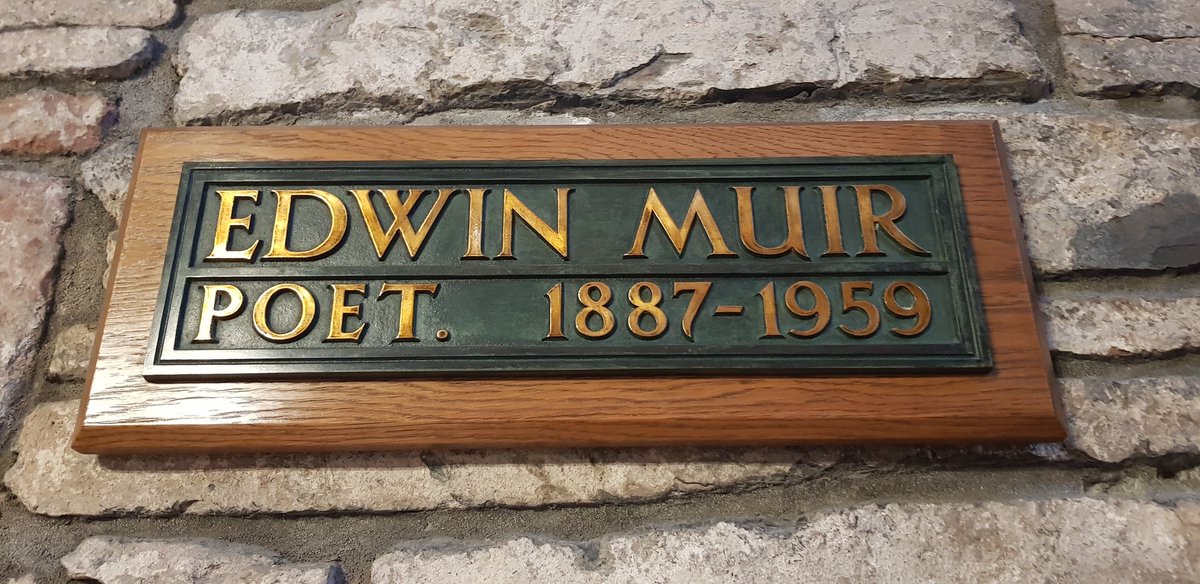 EDWIN MUIR
POET. 1887-1959